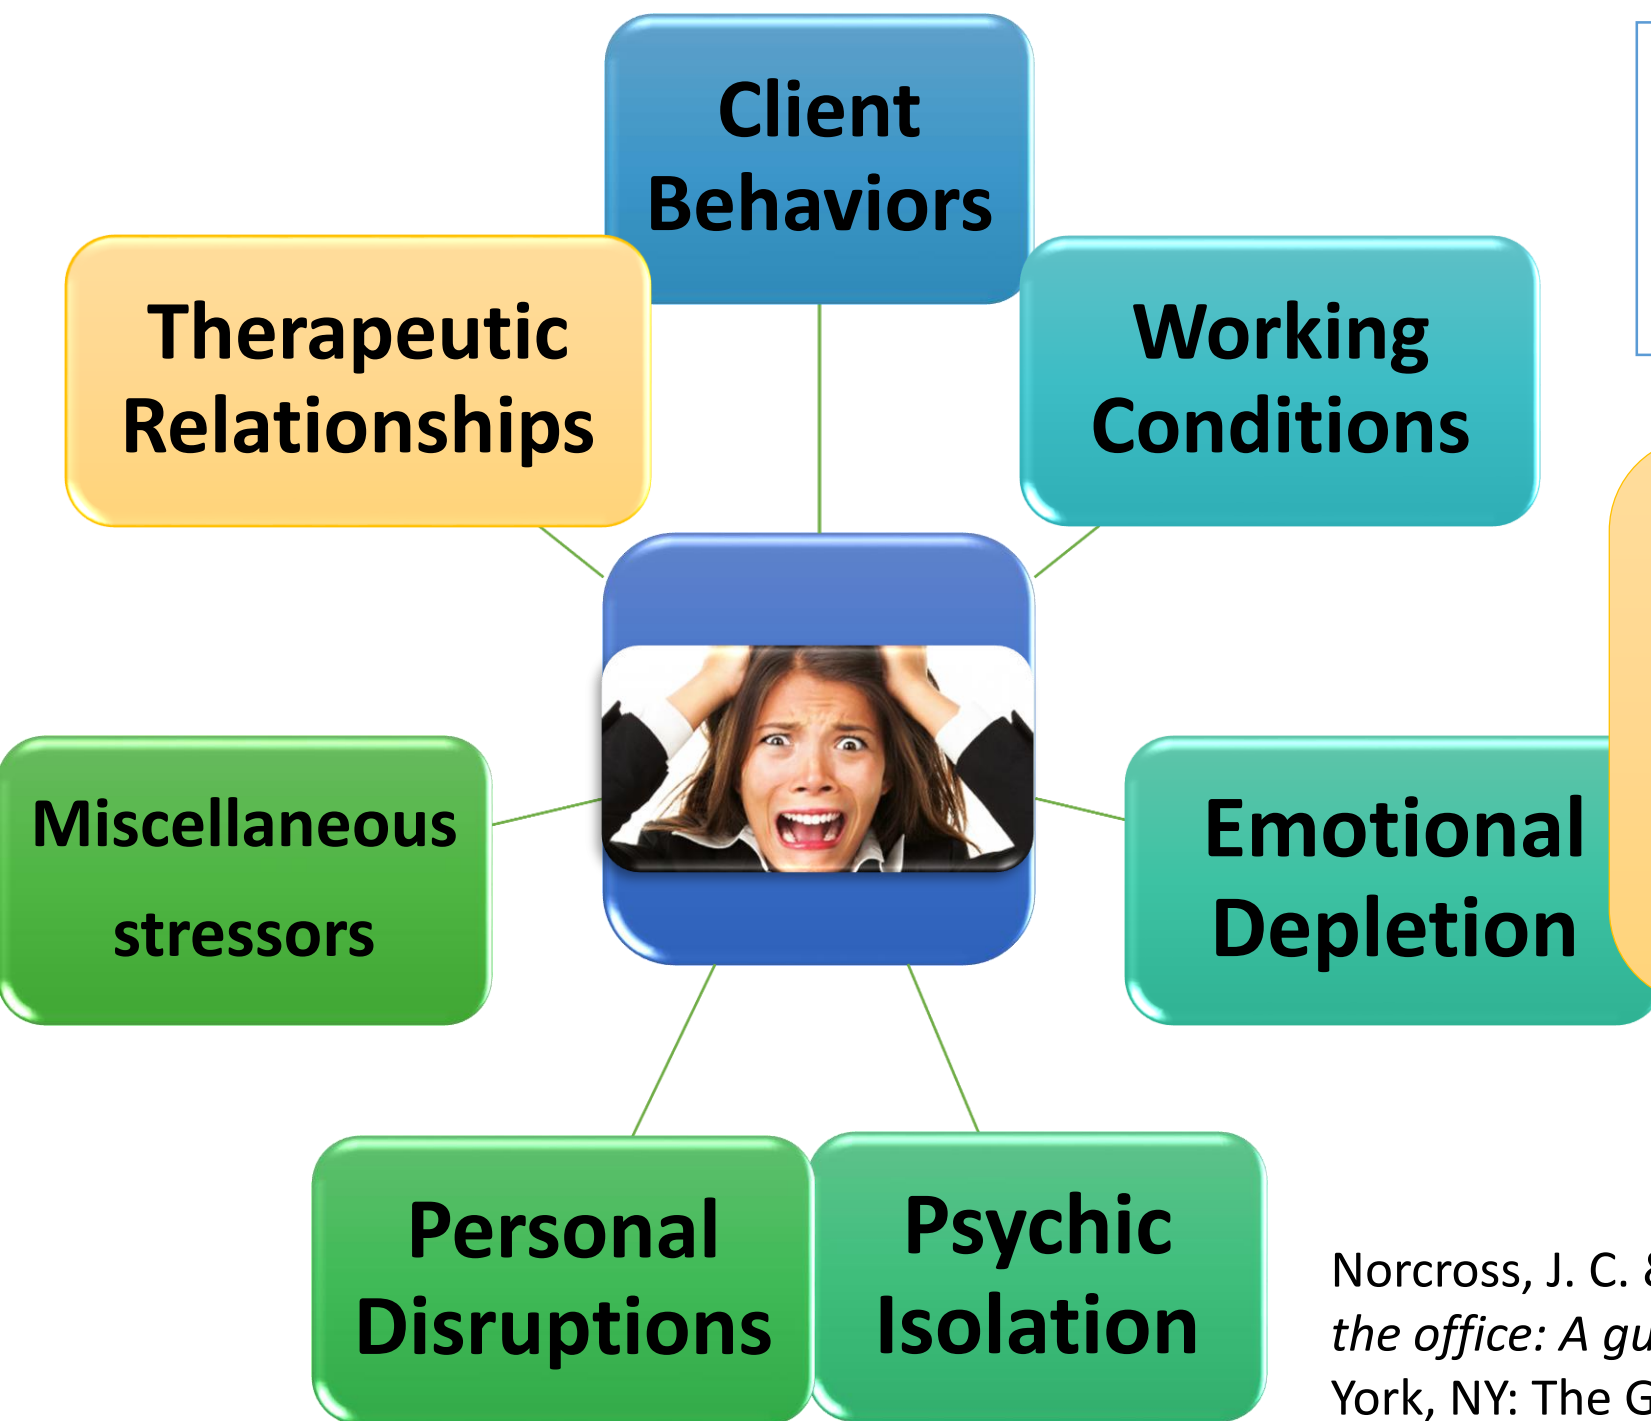 Client
Behaviors
Therapeutic
Relationships
Working
Conditions
Miscellaneous
stressors
Emotional
Depletion
Personal
Disruptions
Psychic
Isolation
Norcross, J. C.
the office: A
York, NY: The